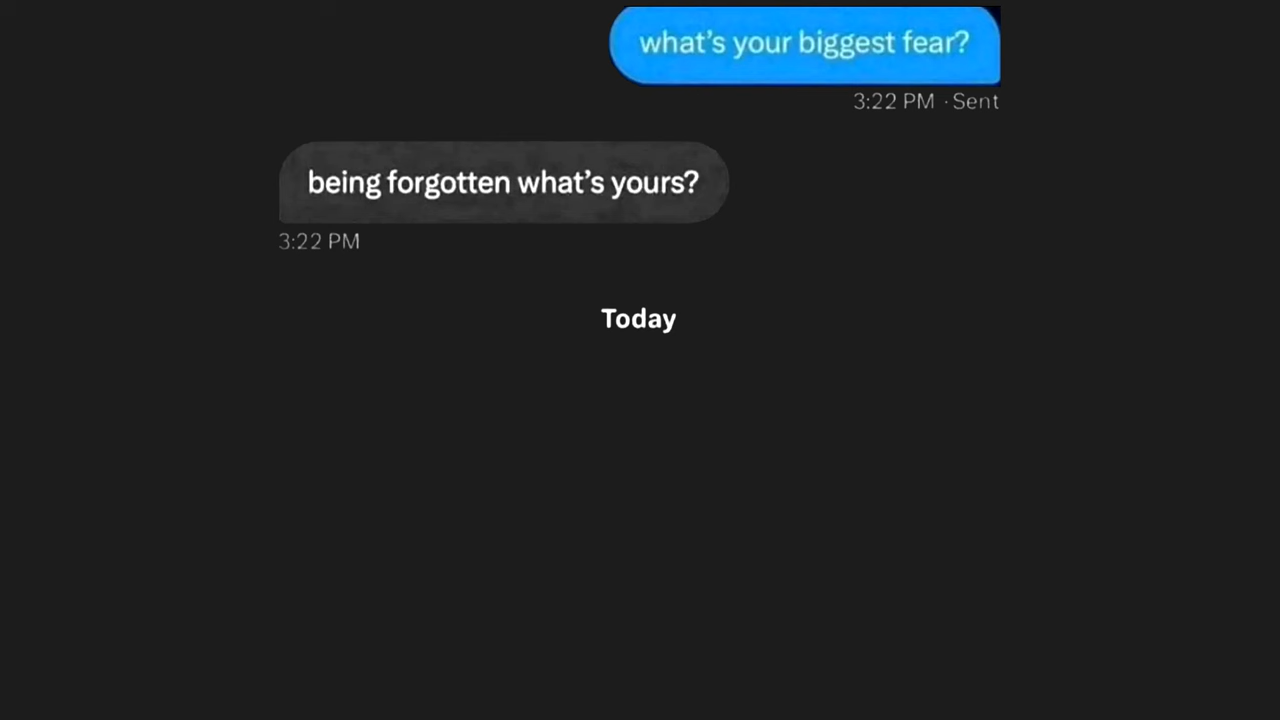 what’s your biggest fear?
3:22 PM · Sent
being forgotten what’s yours?
3:22 PM
Today